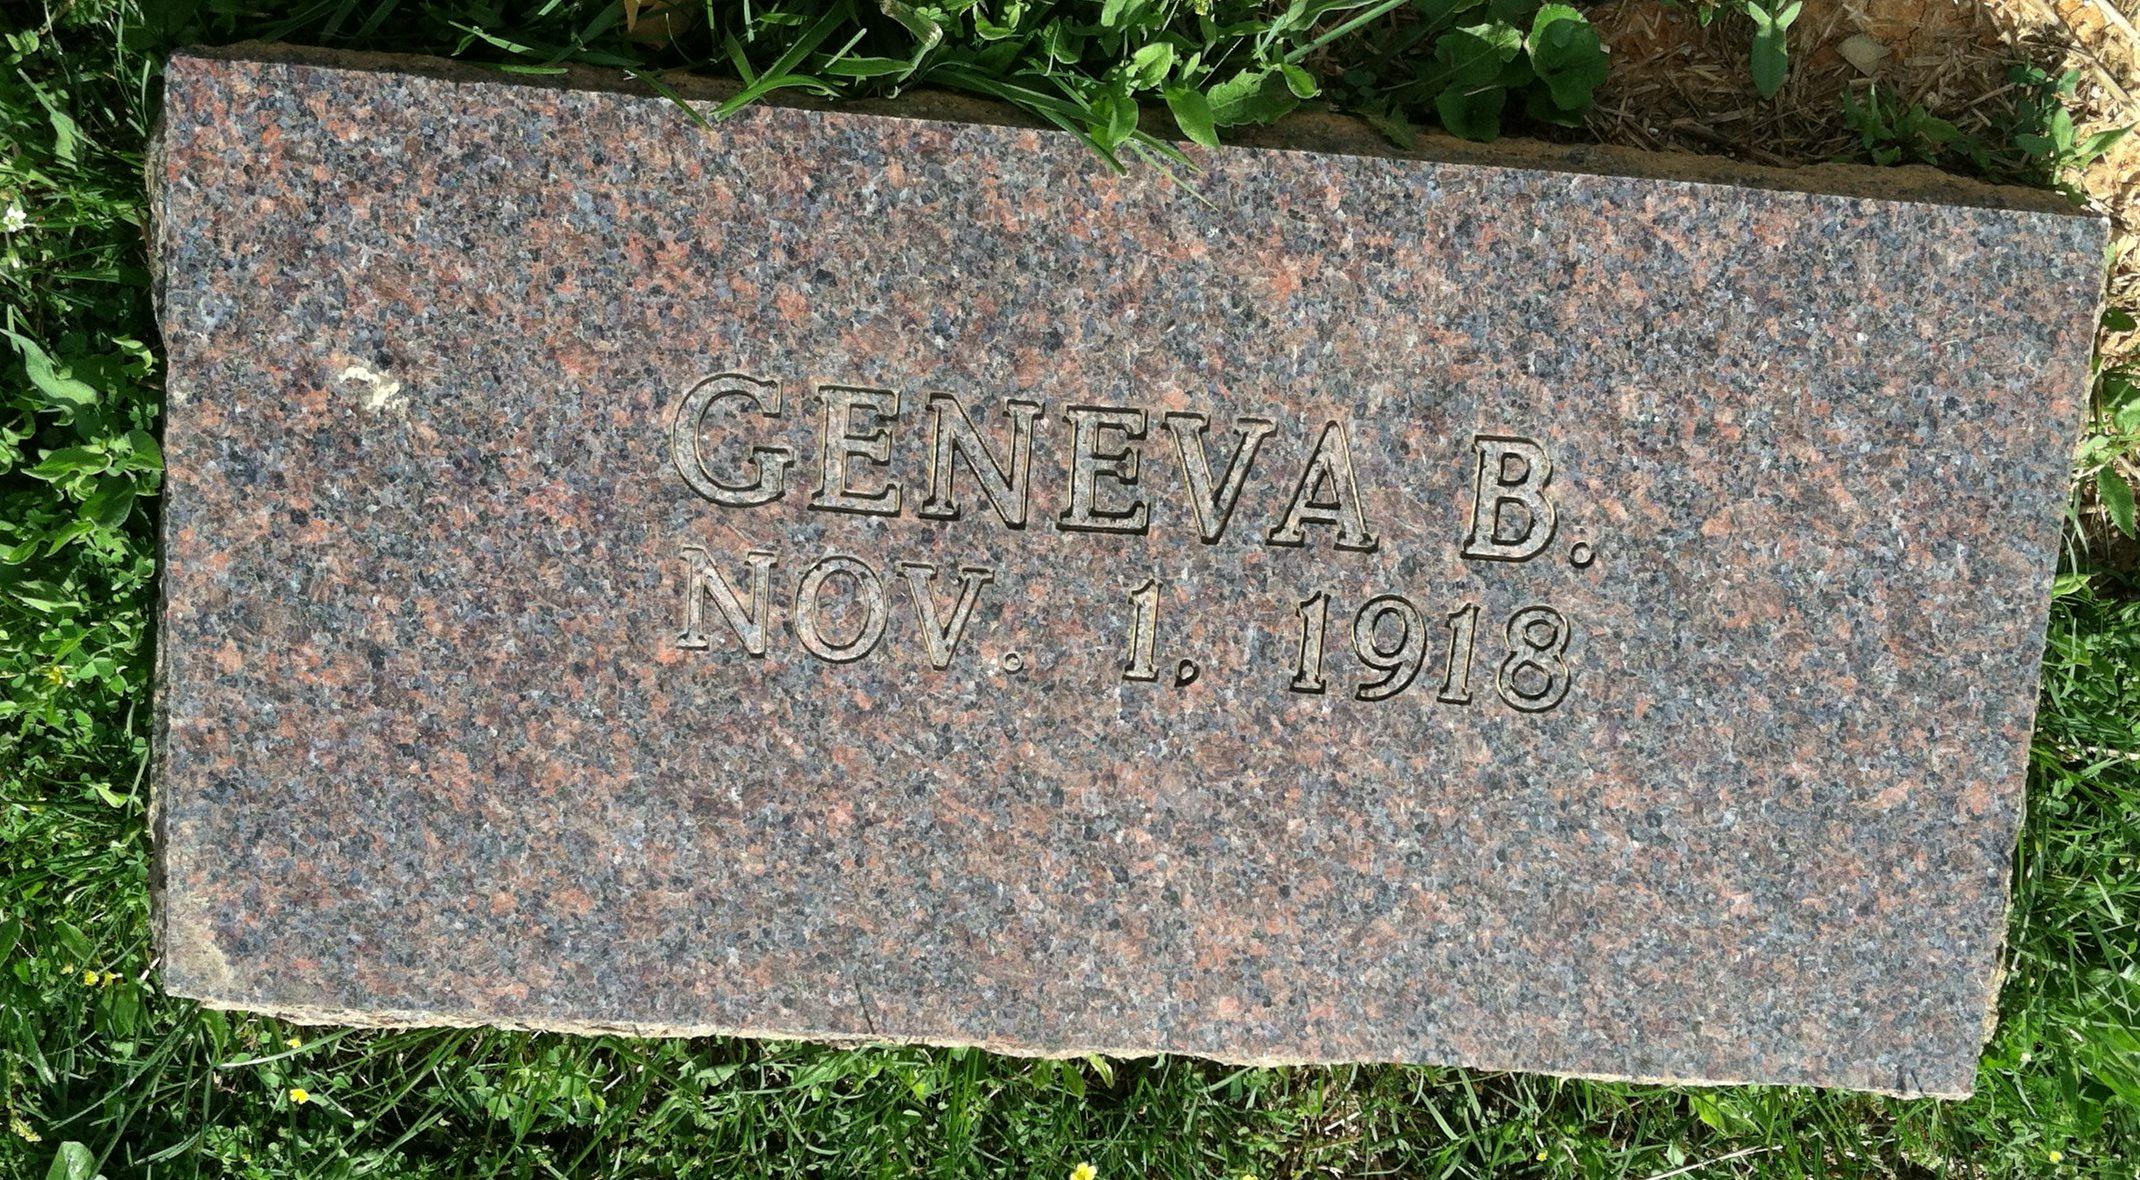 GENEVA B.
NOV. 1, 1918